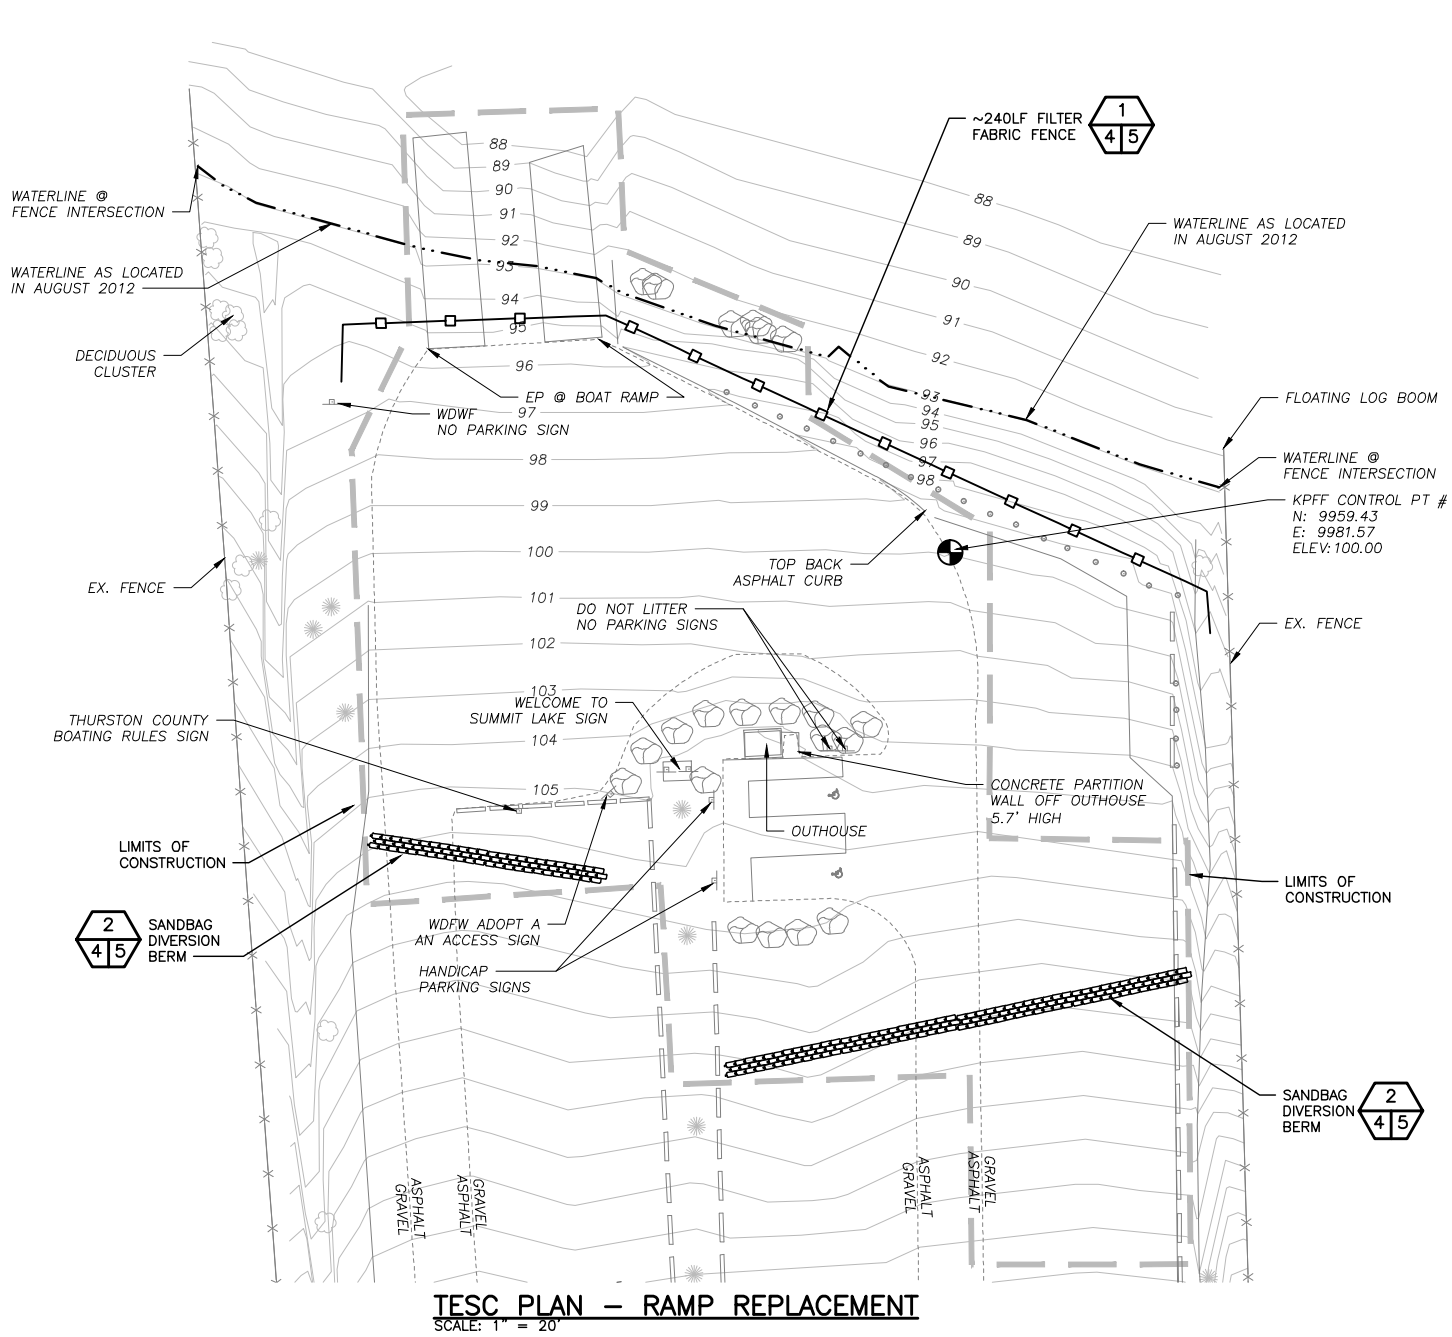 ~240LF FILTER
FABRIC FENCE
1
4 5
88
89
90
91
92
93
94
95
96
97
98
99
100
101
102
103
104
105
88
89
90
91
92
93
94
95
96
97
98
WATERLINE @
FENCE INTERSECTION
WATERLINE AS LOCATED
IN AUGUST 2012
WATERLINE AS LOCATED
IN AUGUST 2012
DECIDUOUS
CLUSTER
EP @ BOAT RAMP
WDWF
NO PARKING SIGN
FLOATING LOG BOOM
WATERLINE @
FENCE INTERSECTION
KPFF CONTROL PT #
N: 9959.43
E: 9981.57
ELEV: 100.00
TOP BACK
ASPHALT CURB
EX. FENCE
DO NOT LITTER
NO PARKING SIGNS
EX. FENCE
WELCOME TO
SUMMIT LAKE SIGN
THURSTON COUNTY
BOATING RULES SIGN
CONCRETE PARTITION
WALL OFF OUTHOUSE
5.7' HIGH
OUTHOUSE
LIMITS OF
CONSTRUCTION
LIMITS OF
CONSTRUCTION
2
4 5
SANDBAG
DIVERSION
BERM
WDFW ADOPT A
AN ACCESS SIGN
HANDICAP
PARKING SIGNS
SANDBAG
DIVERSION
BERM
2
4 5
ASPHALT
GRAVEL
GRAVEL
ASPHALT
ASPHALT
GRAVEL
GRAVEL
ASPHALT
TESC PLAN - RAMP REPLACEMENT
SCALE: 1" = 20'